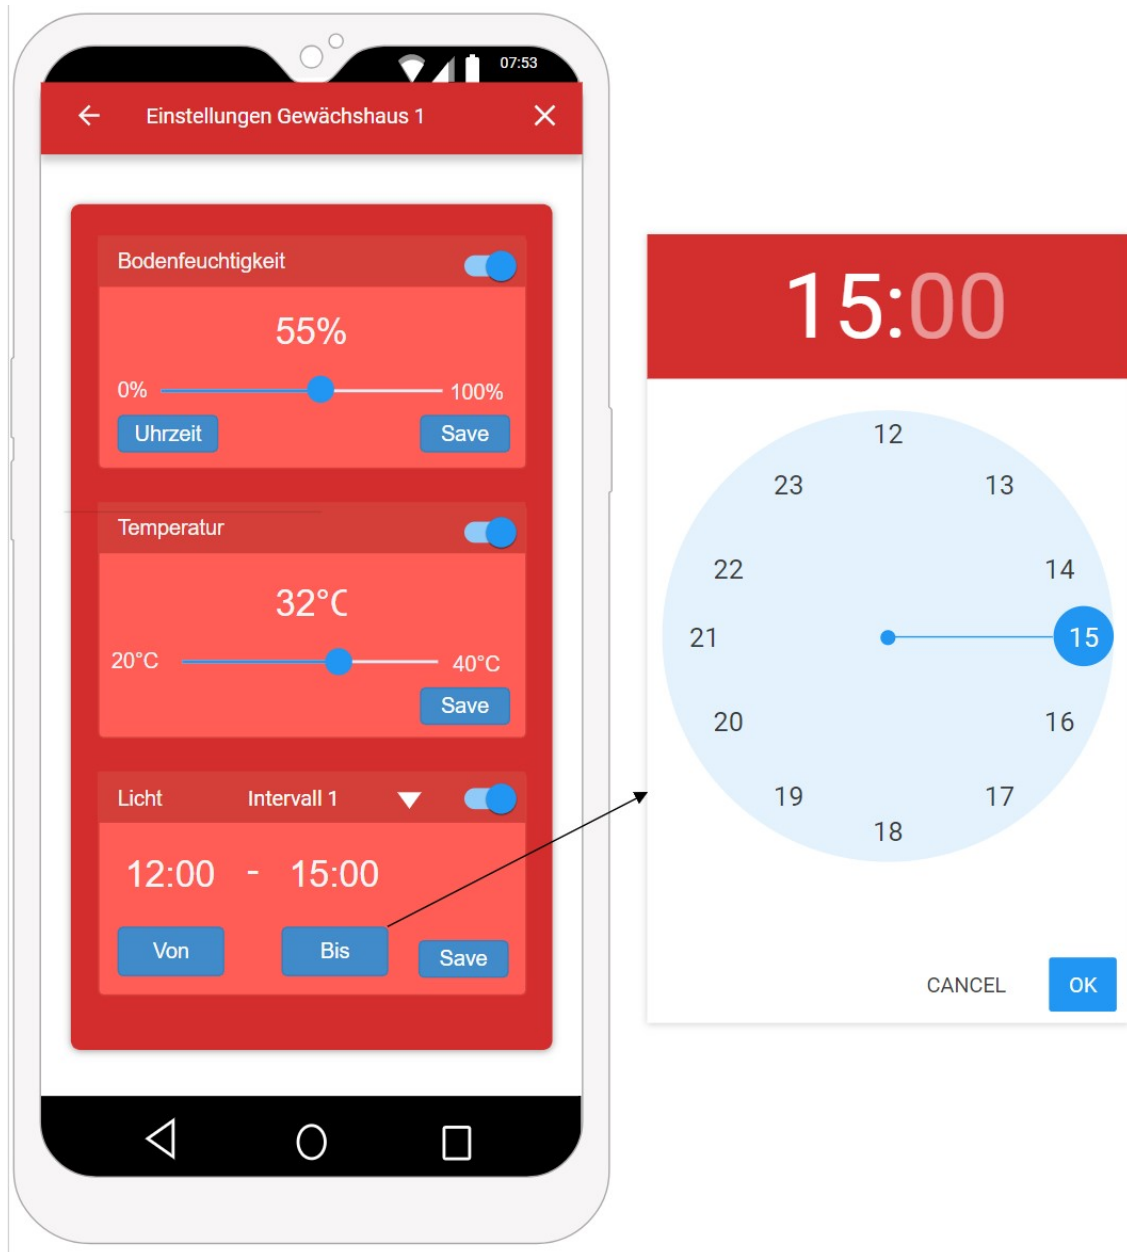 07:53
Einstellungen Gewächshaus 1
Bodenfeuchtigkeit
55%
0% 100%
Uhrzeit Save
Temperatur
32°C
20°C 40°C
Save
Licht Intervall 1
12:00 - 15:00
Von Bis Save
15:00
12
23 13
22 14
21 15
20 16
19 17
18
CANCEL OK